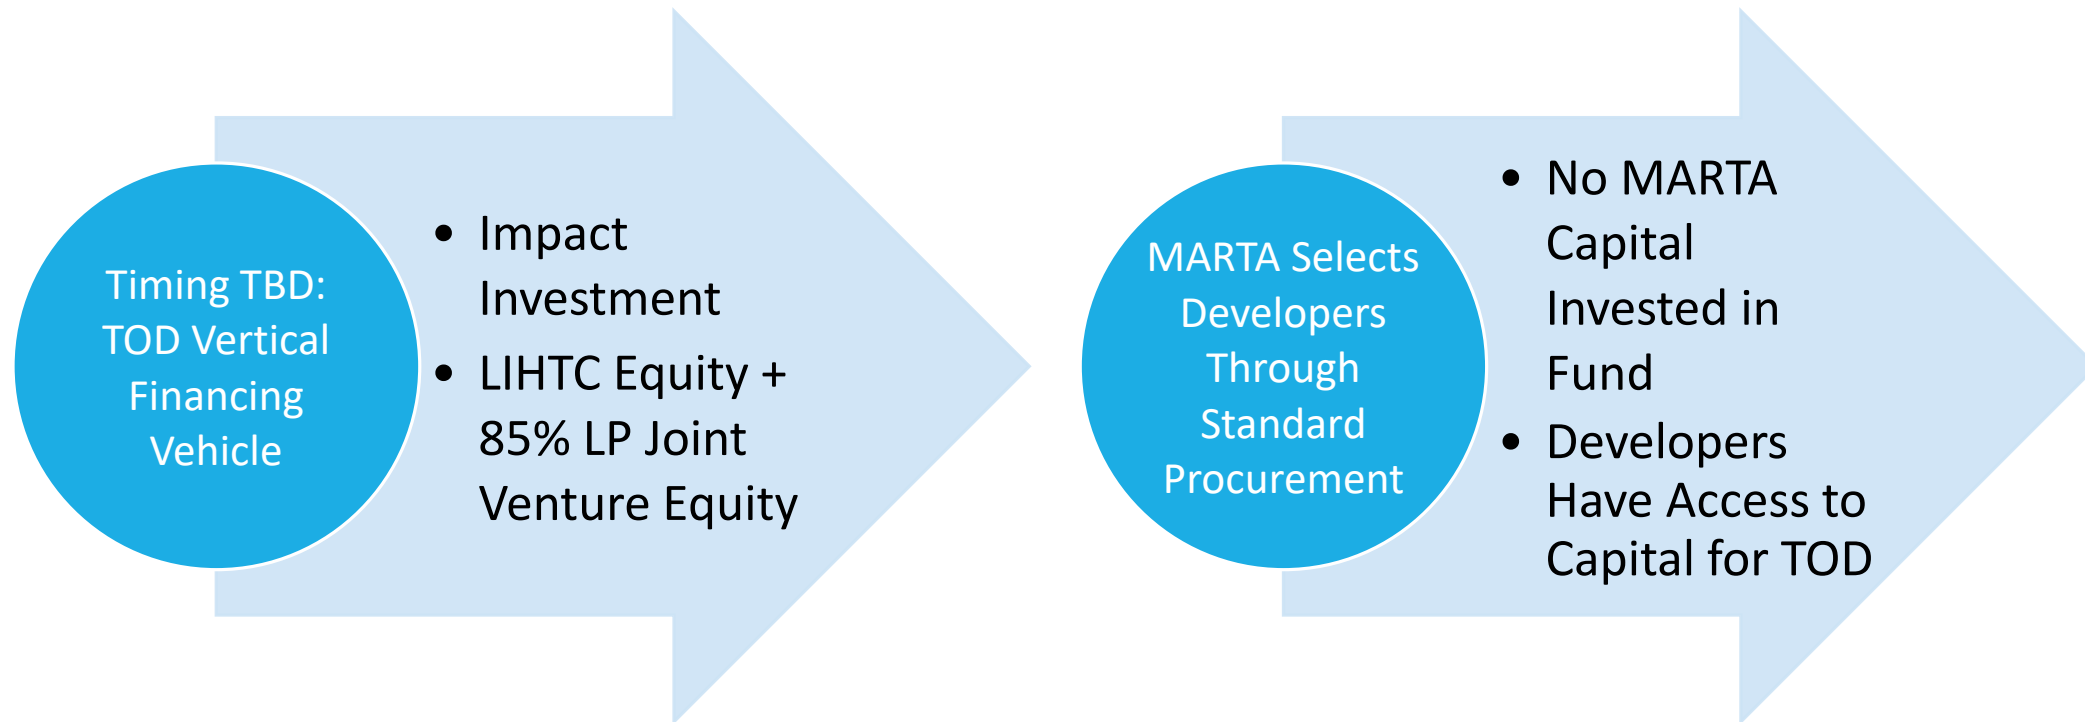 Timing TBD:
TOD Vertical
Financing
Vehicle
• Impact
Investment
• LIHTC Equity +
85% LP Joint
Venture Equity
MARTA Selects
Developers
Through
Standard
Procurement
• No MARTA
Capital
Invested in
Fund
• Developers
Have Access to
Capital for TOD